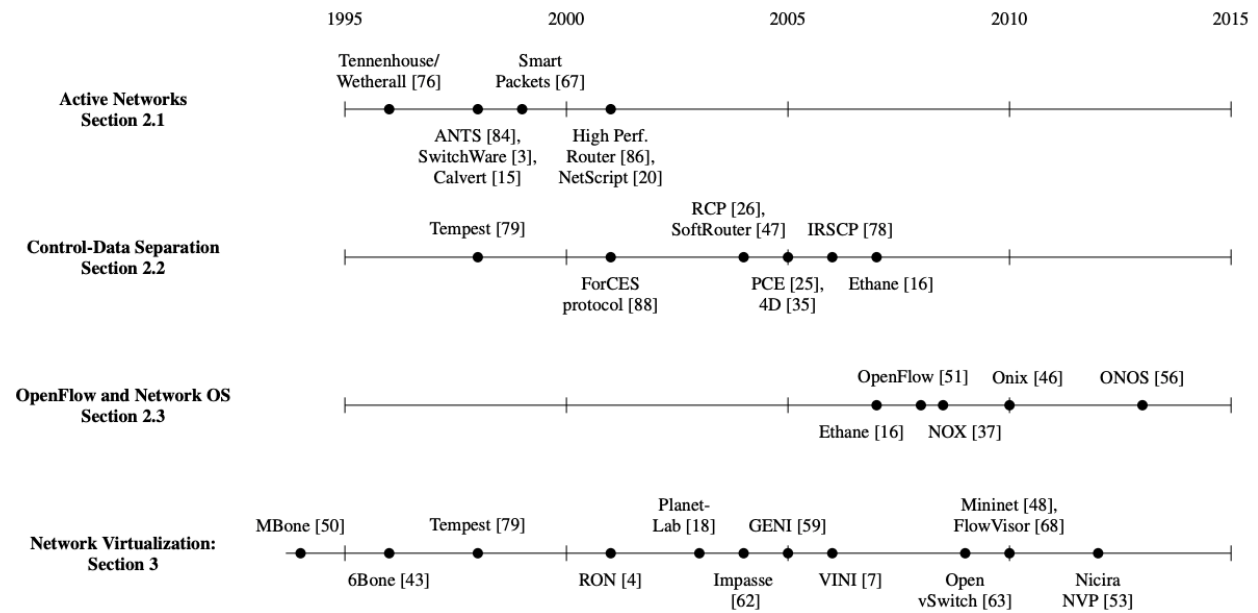 1995 2000 2005 2010 2015
Tennenhouse/
Wetherall [76]
Smart
Packets [67]
Active Networks
Section 2.1
ANTS [84],
SwitchWare [3],
Calvert [15]
High Perf.
Router [86],
NetScript [20]
Tempest [79]
RCP [26],
SoftRouter [47]
IRSCP [78]
Control-Data Separation
Section 2.2
ForCES
protocol [88]
PCE [25],
4D [35]
Ethane [16]
OpenFlow [51]
Onix [46]
ONOS [56]
OpenFlow and Network OS
Section 2.3
Ethane [16]
NOX [37]
MBone [50]
Tempest [79]
Planet-
Lab [18]
GENI [59]
Mininet [48],
FlowVisor [68]
Network Virtualization:
Section 3
6Bone [43]
RON [4]
Impasse
[62]
VINI [7]
Open
vSwitch [63]
Nicira
NVP [53]